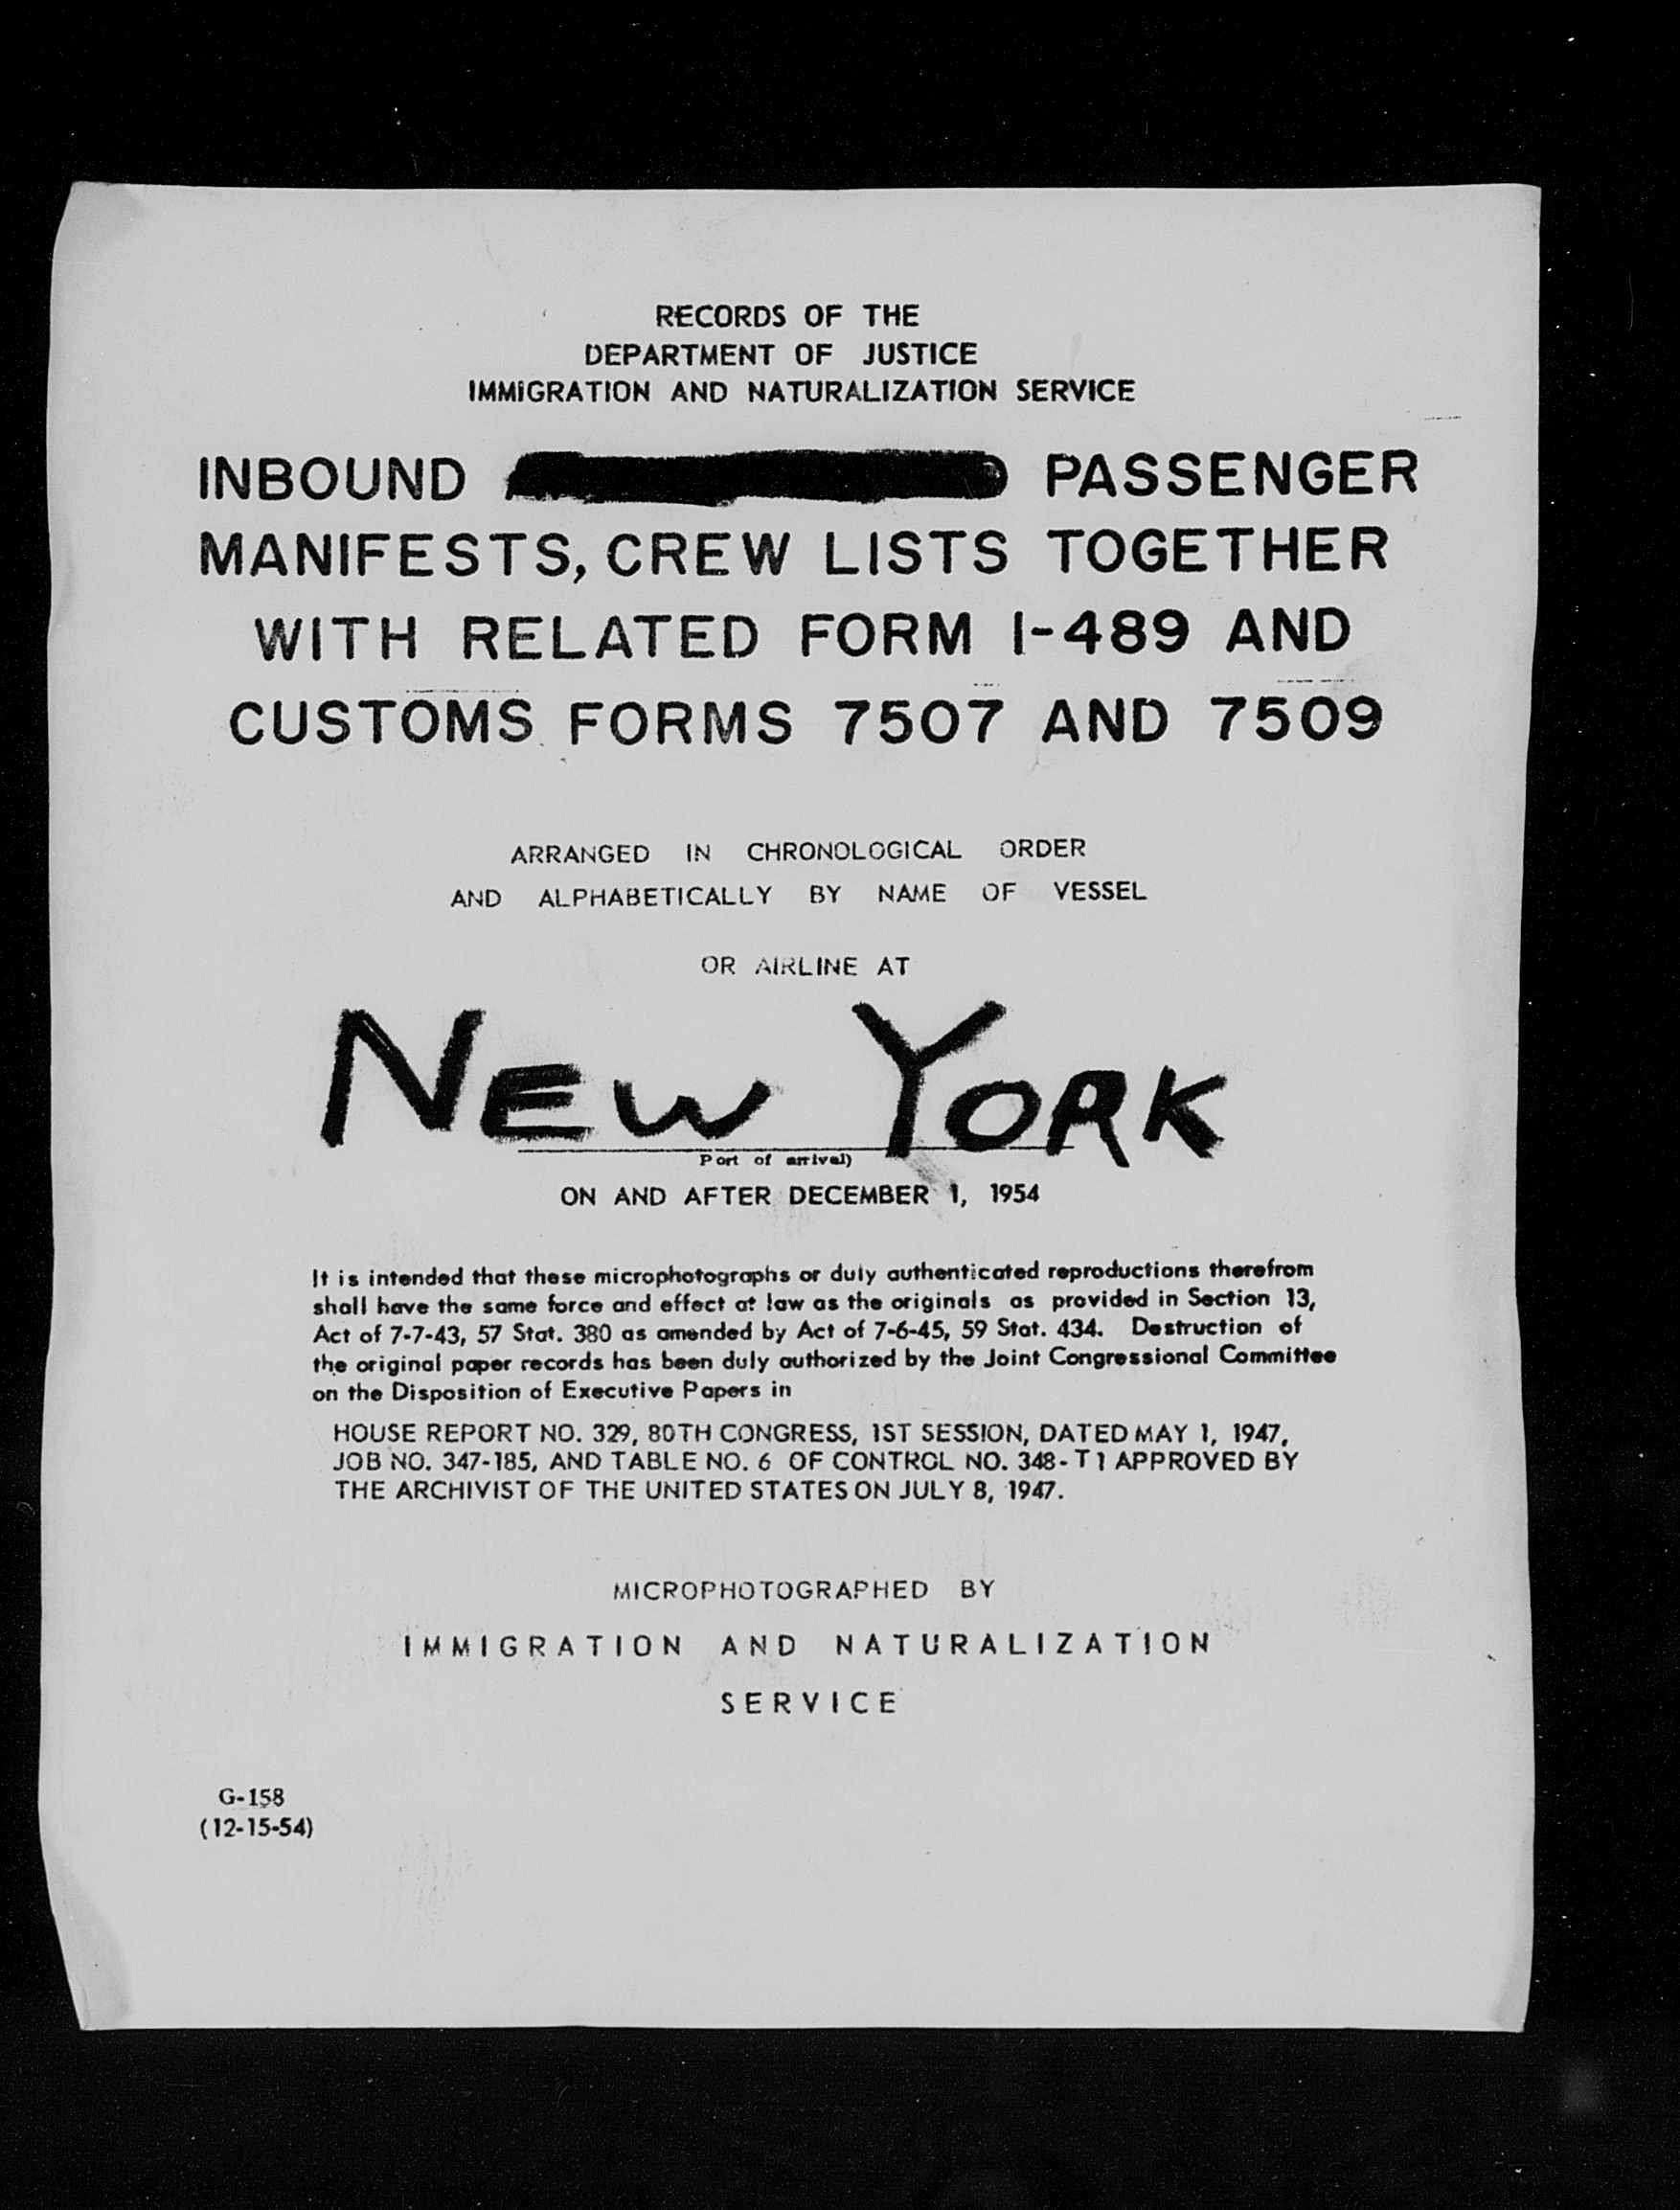 RECORDS OF THE
DEPARTMENT OF JUSTICE
IMMIGRATION AND NATURALIZATION SERVICE
INBOUND PASSENGER
MANIFESTS, CREW LISTS TOGETHER
WITH RELATED FORM I-489 AND
CUSTOMS FORMS 7507 AND 7509
ARRANGED IN CHRONOLOGICAL ORDER
AND ALPHABETICALLY BY NAME OF VESSEL
OR AIRLINE AT
NEW YORK
Port of arrival)
ON AND AFTER DECEMBER 1, 1954
It is intended that these microphotographs or duly authenticated reproductions therefrom
shall have the same force and effect at law as the originals as provided in Section 13,
Act of 7-7-43, 57 Stat. 380 as amended by Act of 7-6-45, 59 Stat. 434. Destruction of
the original paper records has been duly authorized by the Joint Congressional Committee
on the Disposition of Executive Papers in
HOUSE REPORT NO. 329, 80TH CONGRESS, 1ST SESSION, DATED MAY 1, 1947,
JOB NO. 347-185, AND TABLE NO. 6 OF CONTROL NO. 348-T1 APPROVED BY
THE ARCHIVIST OF THE UNITED STATES ON JULY 8, 1947.
MICROPHOTOGRAPHED BY
IMMIGRATION AND NATURALIZATION
SERVICE
G-158
(12-15-54)